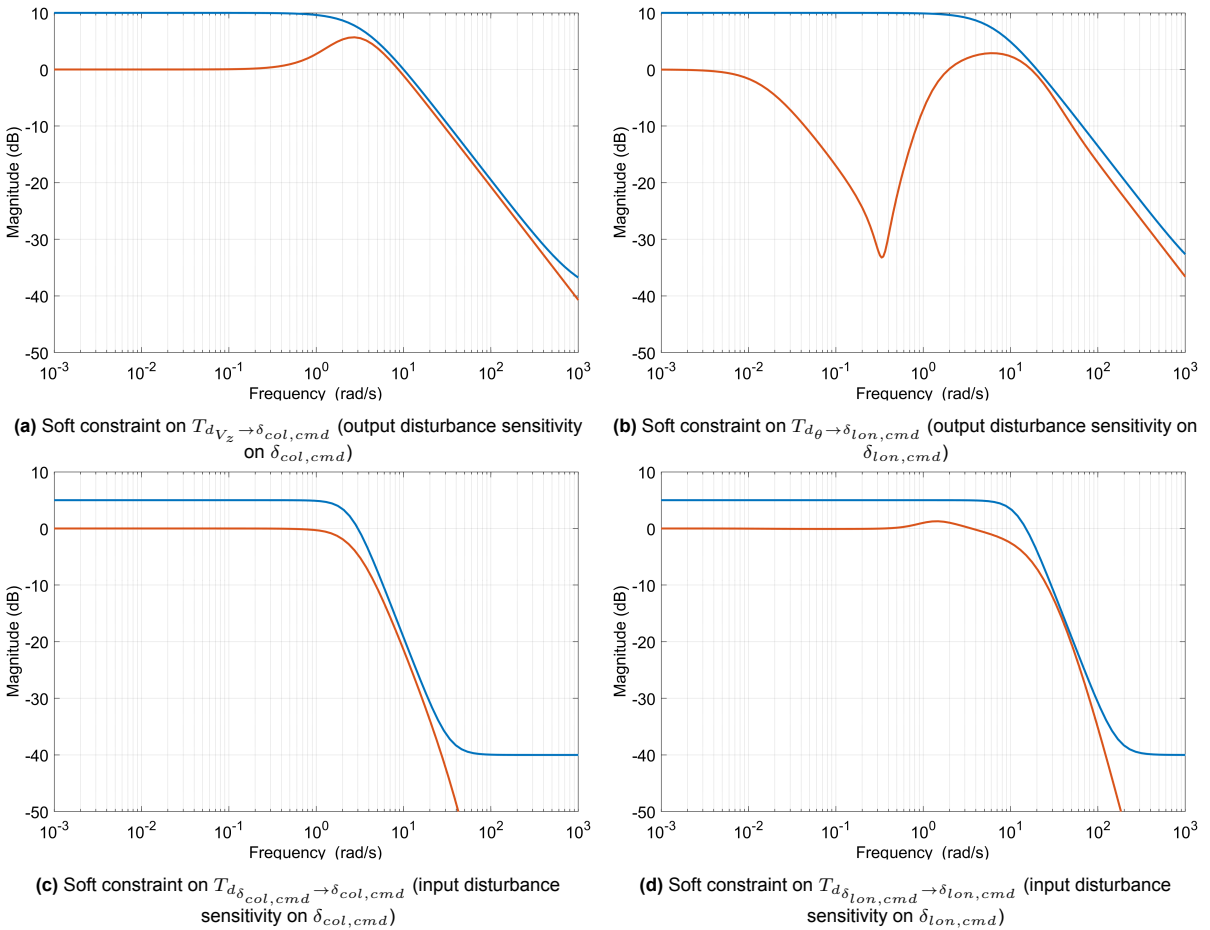 10
0
-10
-20
-30
-40
-50
Magnitude (dB)
10^-3 10^-2 10^-1 10^0 10^1 10^2 10^3
Frequency (rad/s)
(a) Soft constraint on T_{d_{V_z}→δ_{col,cmd}} (output disturbance sensitivity
on δ_{col,cmd})
10
0
-10
-20
-30
-40
-50
Magnitude (dB)
10^-3 10^-2 10^-1 10^0 10^1 10^2 10^3
Frequency (rad/s)
(b) Soft constraint on T_{d_θ→δ_{lon,cmd}} (output disturbance sensitivity on
δ_{lon,cmd})
10
0
-10
-20
-30
-40
-50
Magnitude (dB)
10^-3 10^-2 10^-1 10^0 10^1 10^2 10^3
Frequency (rad/s)
(c) Soft constraint on T_{d_{δ_{col,cmd}}→δ_{col,cmd}} (input disturbance
sensitivity on δ_{col,cmd})
10
0
-10
-20
-30
-40
-50
Magnitude (dB)
10^-3 10^-2 10^-1 10^0 10^1 10^2 10^3
Frequency (rad/s)
(d) Soft constraint on T_{d_{δ_{lon,cmd}}→δ_{lon,cmd}} (input disturbance
sensitivity on δ_{lon,cmd})